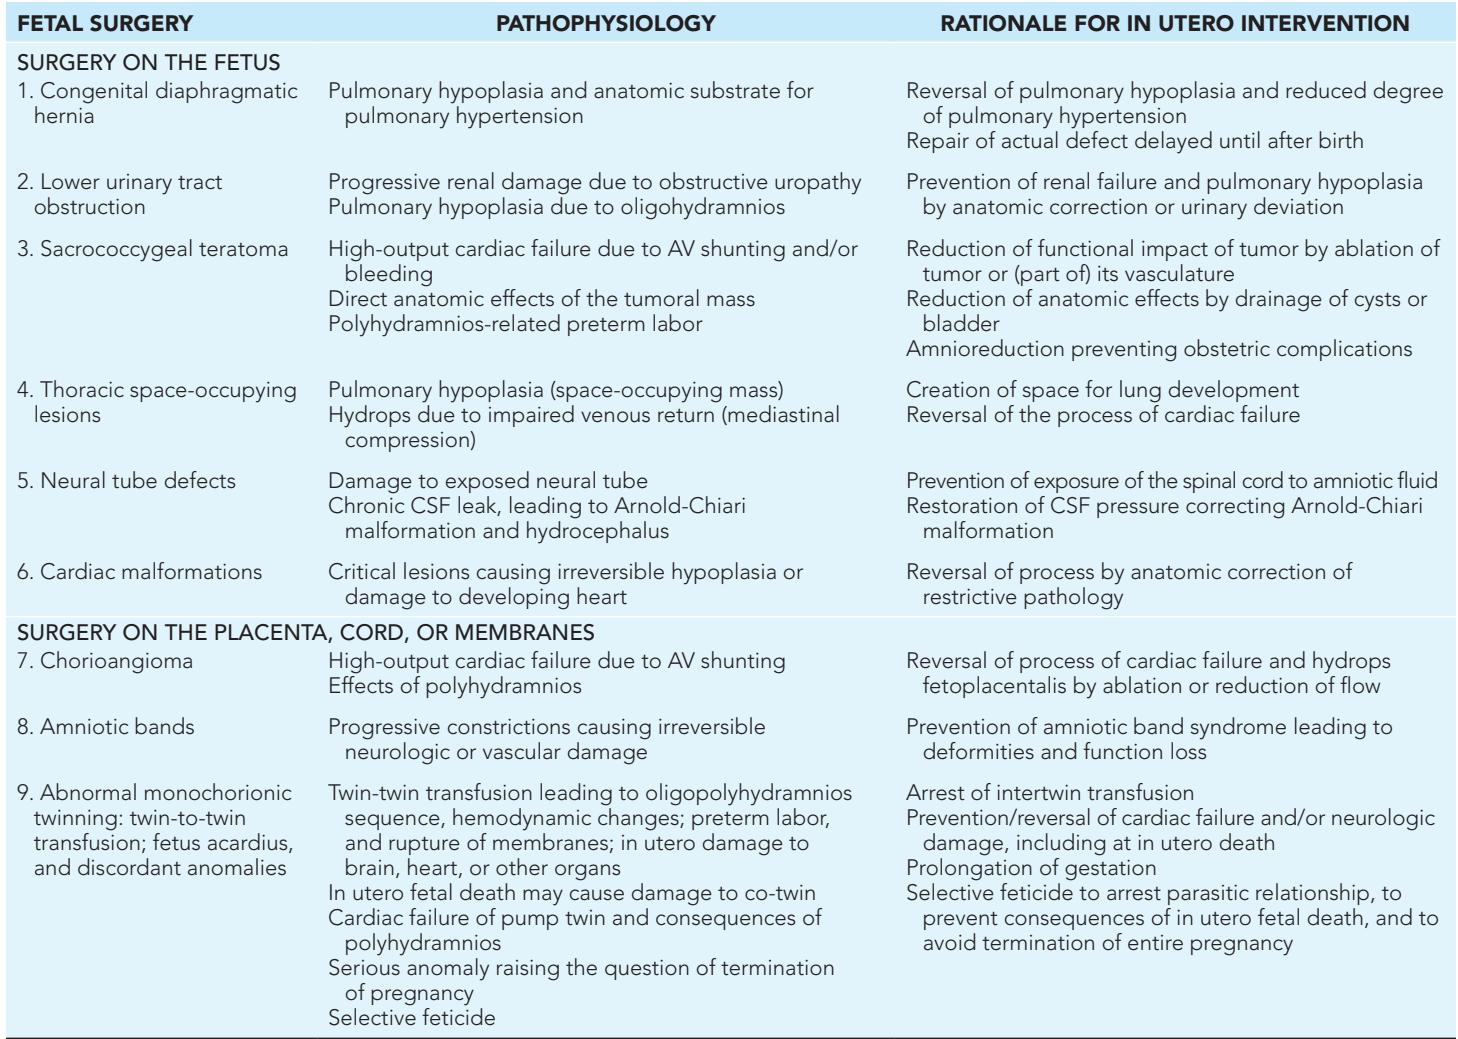 FETAL SURGERY PATHOPHYSIOLOGY RATIONALE FOR IN UTERO INTERVENTION
SURGERY ON THE FETUS
1. Congenital diaphragmatic
hernia
Pulmonary hypoplasia and anatomic substrate for
pulmonary hypertension
Reversal of pulmonary hypoplasia and reduced degree
of pulmonary hypertension
Repair of actual defect delayed until after birth
2. Lower urinary tract
obstruction
Progressive renal damage due to obstructive uropathy
Pulmonary hypoplasia due to oligohydramnios
Prevention of renal failure and pulmonary hypoplasia
by anatomic correction or urinary deviation
3. Sacrococcygeal teratoma
High-output cardiac failure due to AV shunting and/or
bleeding
Direct anatomic effects of the tumoral mass
Polyhydramnios-related preterm labor
Reduction of functional impact of tumor by ablation of
tumor or (part of) its vasculature
Reduction of anatomic effects by drainage of cysts or
bladder
Amnioreduction preventing obstetric complications
4. Thoracic space-occupying
lesions
Pulmonary hypoplasia (space-occupying mass)
Hydrops due to impaired venous return (mediastinal
compression)
Creation of space for lung development
Reversal of the process of cardiac failure
5. Neural tube defects
Damage to exposed neural tube
Chronic CSF leak, leading to Arnold-Chiari
malformation and hydrocephalus
Prevention of exposure of the spinal cord to amniotic fluid
Restoration of CSF pressure correcting Arnold-Chiari
malformation
6. Cardiac malformations
Critical lesions causing irreversible hypoplasia or
damage to developing heart
Reversal of process by anatomic correction of
restrictive pathology
SURGERY ON THE PLACENTA, CORD, OR MEMBRANES
7. Chorioangioma
High-output cardiac failure due to AV shunting
Effects of polyhydramnios
Reversal of process of cardiac failure and hydrops
fetoplacentalis by ablation or reduction of flow
8. Amniotic bands
Progressive constrictions causing irreversible
neurologic or vascular damage
Prevention of amniotic band syndrome leading to
deformities and function loss
9. Abnormal monochorionic
twinning: twin-to-twin
transfusion; fetus acardius,
and discordant anomalies
Twin-twin transfusion leading to oligopolyhydramnios
sequence, hemodynamic changes; preterm labor,
and rupture of membranes; in utero damage to
brain, heart, or other organs
In utero fetal death may cause damage to co-twin
Cardiac failure of pump twin and consequences of
polyhydramnios
Serious anomaly raising the question of termination
of pregnancy
Selective feticide
Arrest of intertwin transfusion
Prevention/reversal of cardiac failure and/or neurologic
damage, including at in utero death
Prolongation of gestation
Selective feticide to arrest parasitic relationship, to
prevent consequences of in utero fetal death, and to
avoid termination of entire pregnancy